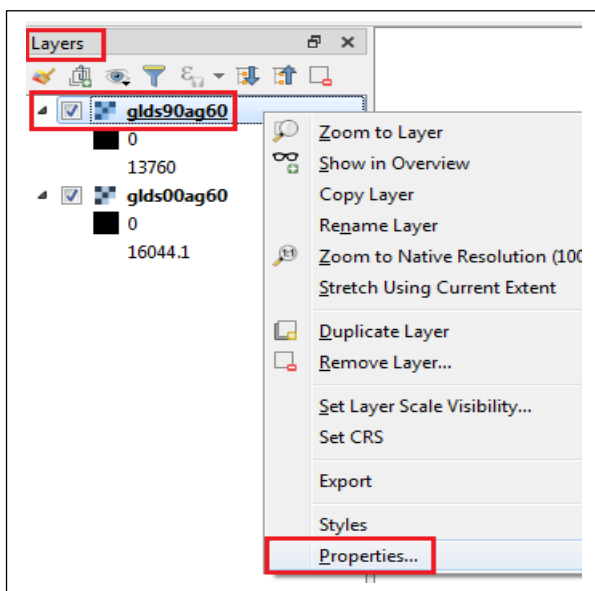 Layers
glds90ag60
0
13760
glds00ag60
0
16044.1
Zoom to Layer
Show in Overview
Copy Layer
Rename Layer
1:1
Zoom to Native Resolution (100
Stretch Using Current Extent
Duplicate Layer
Remove Layer...
Set Layer Scale Visibility...
Set CRS
Export
Styles
Properties...